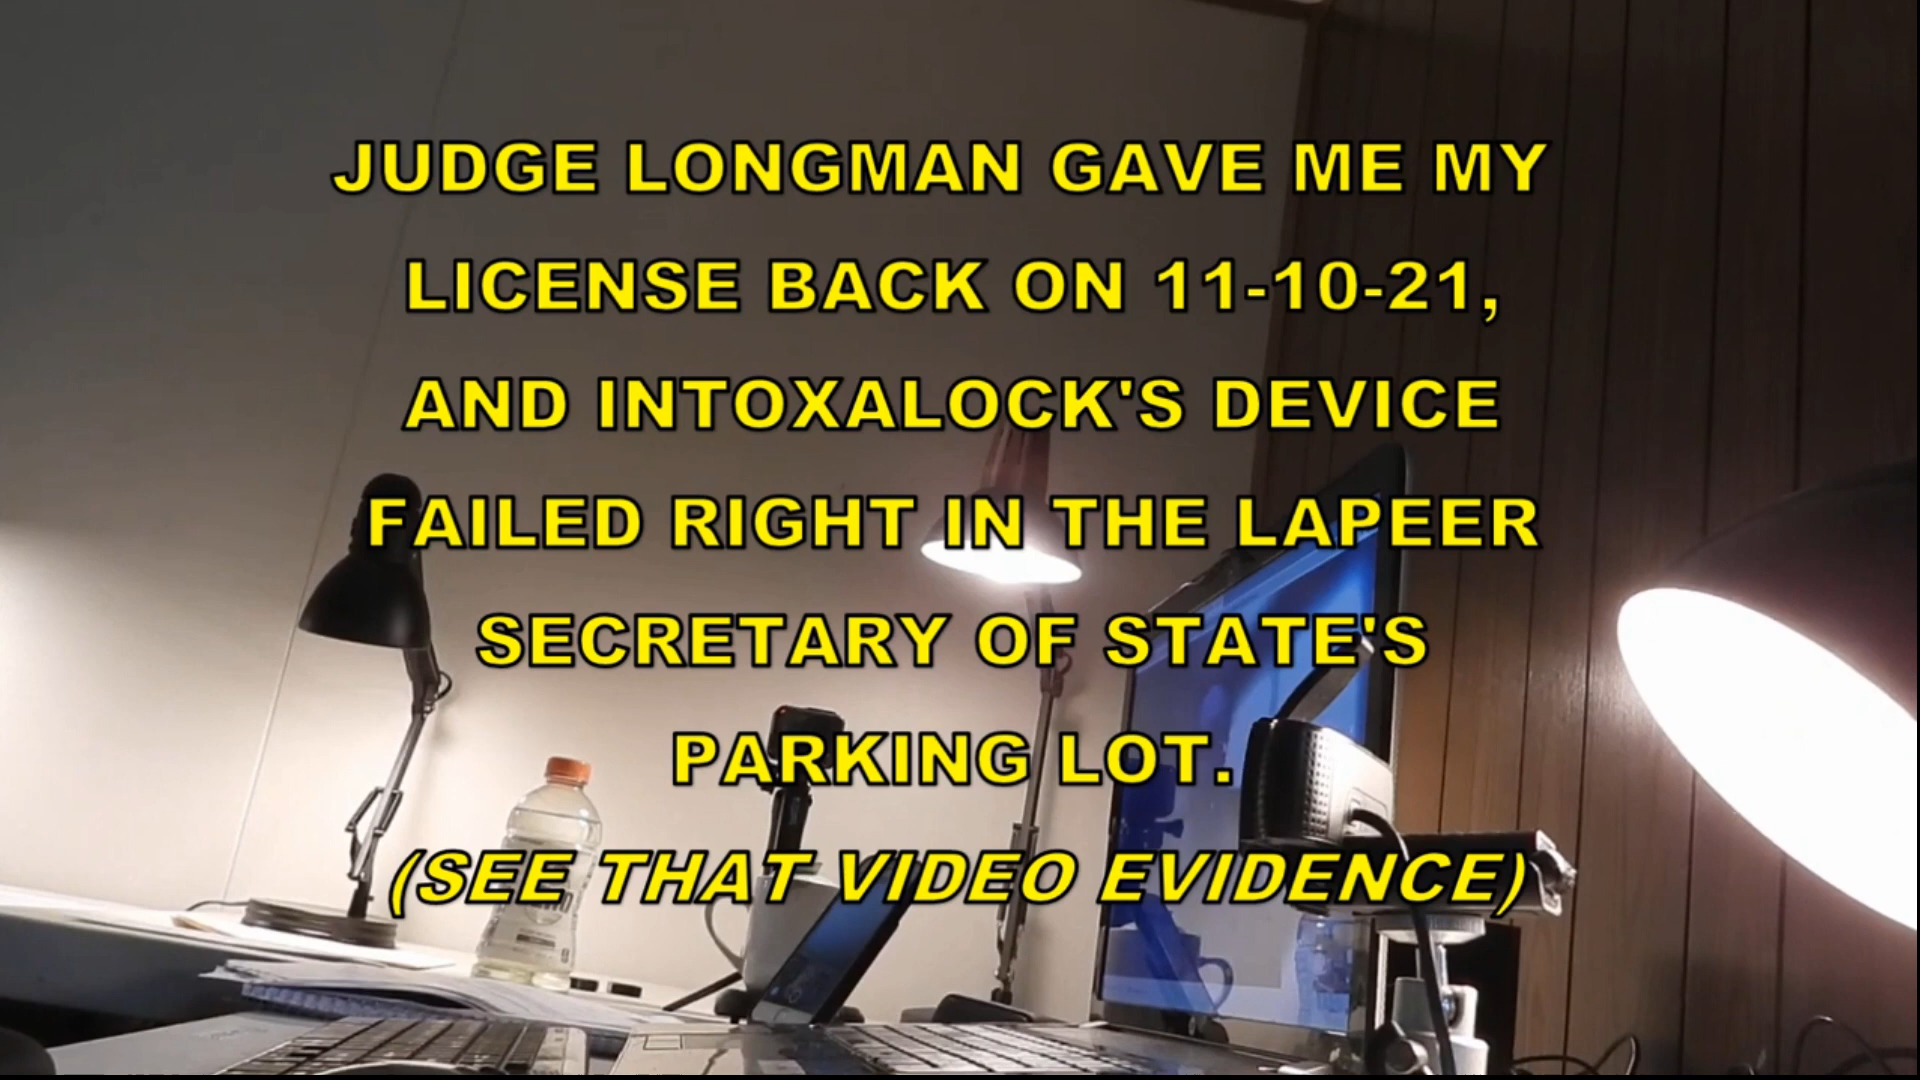 JUDGE LONGMAN GAVE ME MY
LICENSE BACK ON 11-10-21,
AND INTOXALOCK'S DEVICE
FAILED RIGHT IN THE LAPEER
SECRETARY OF STATE'S
PARKING LOT.
(SEE THAT VIDEO EVIDENCE)